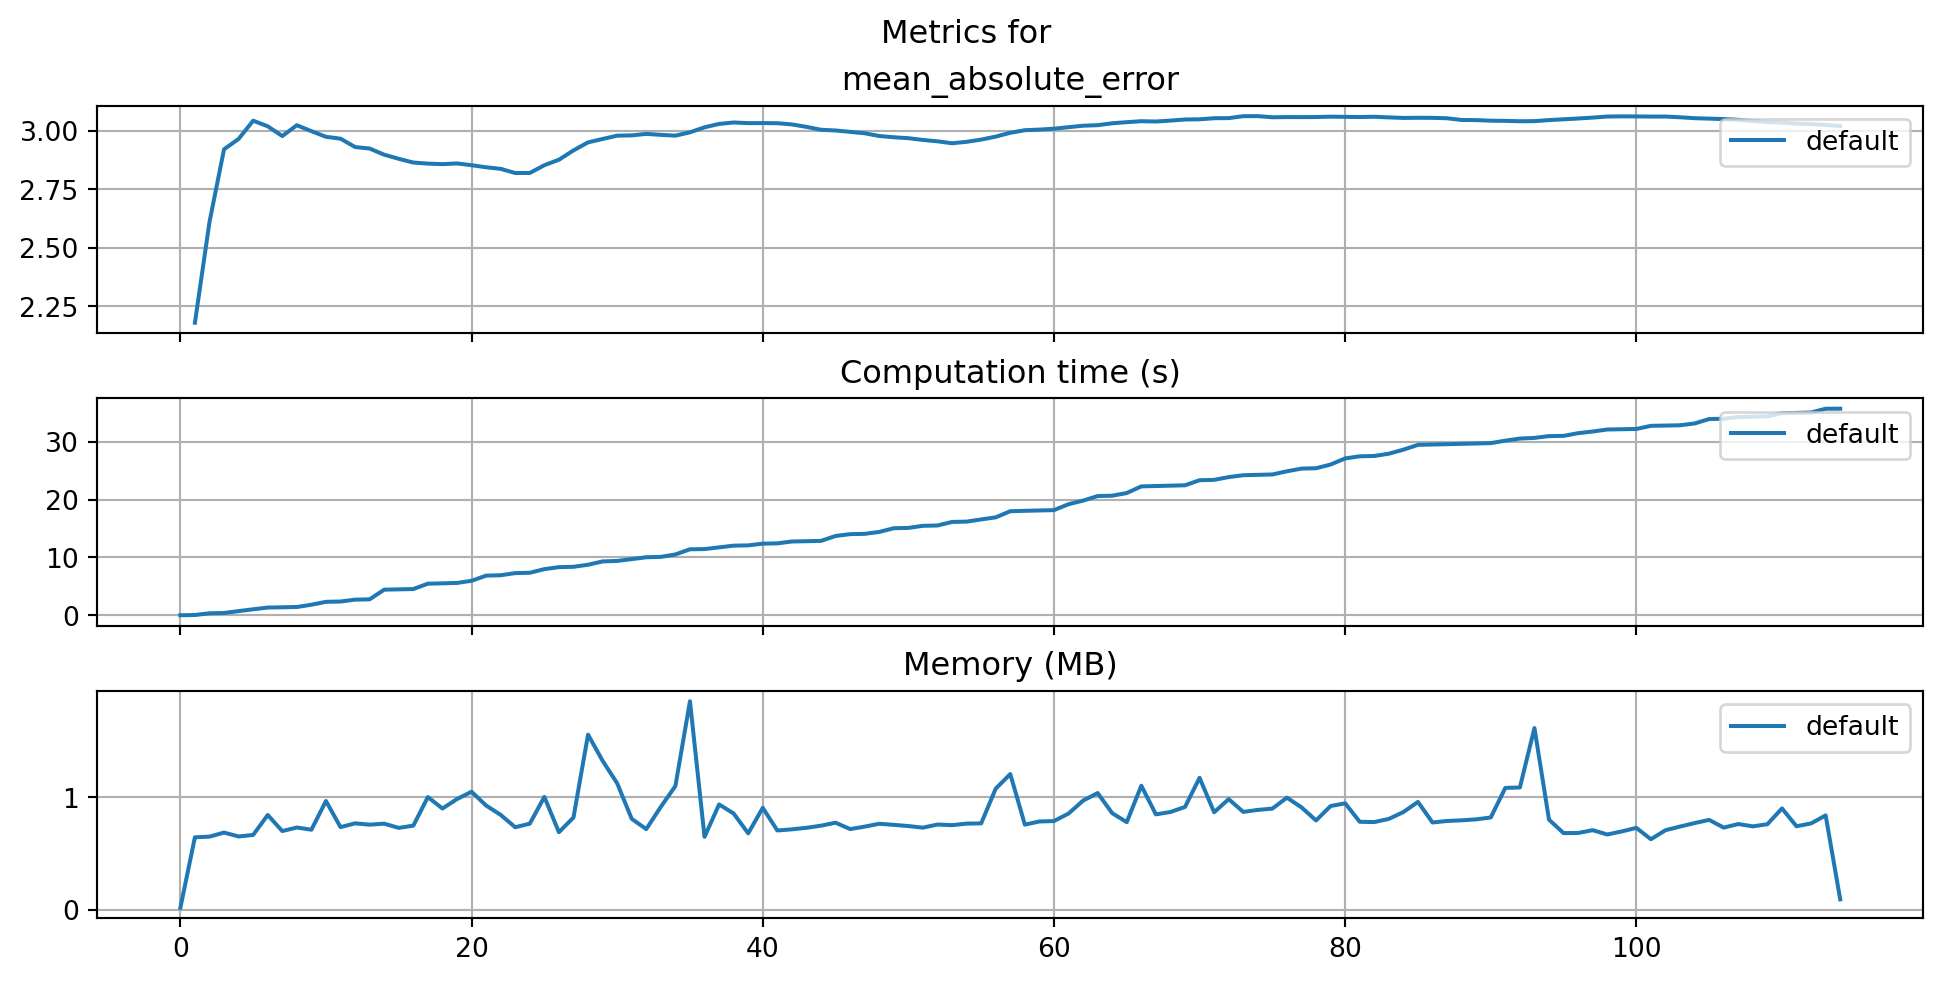 Metrics for
mean_absolute_error
3.00
2.75
2.50
2.25
default
Computation time (s)
30
20
10
0
default
Memory (MB)
1
0
default
0 20 40 60 80 100